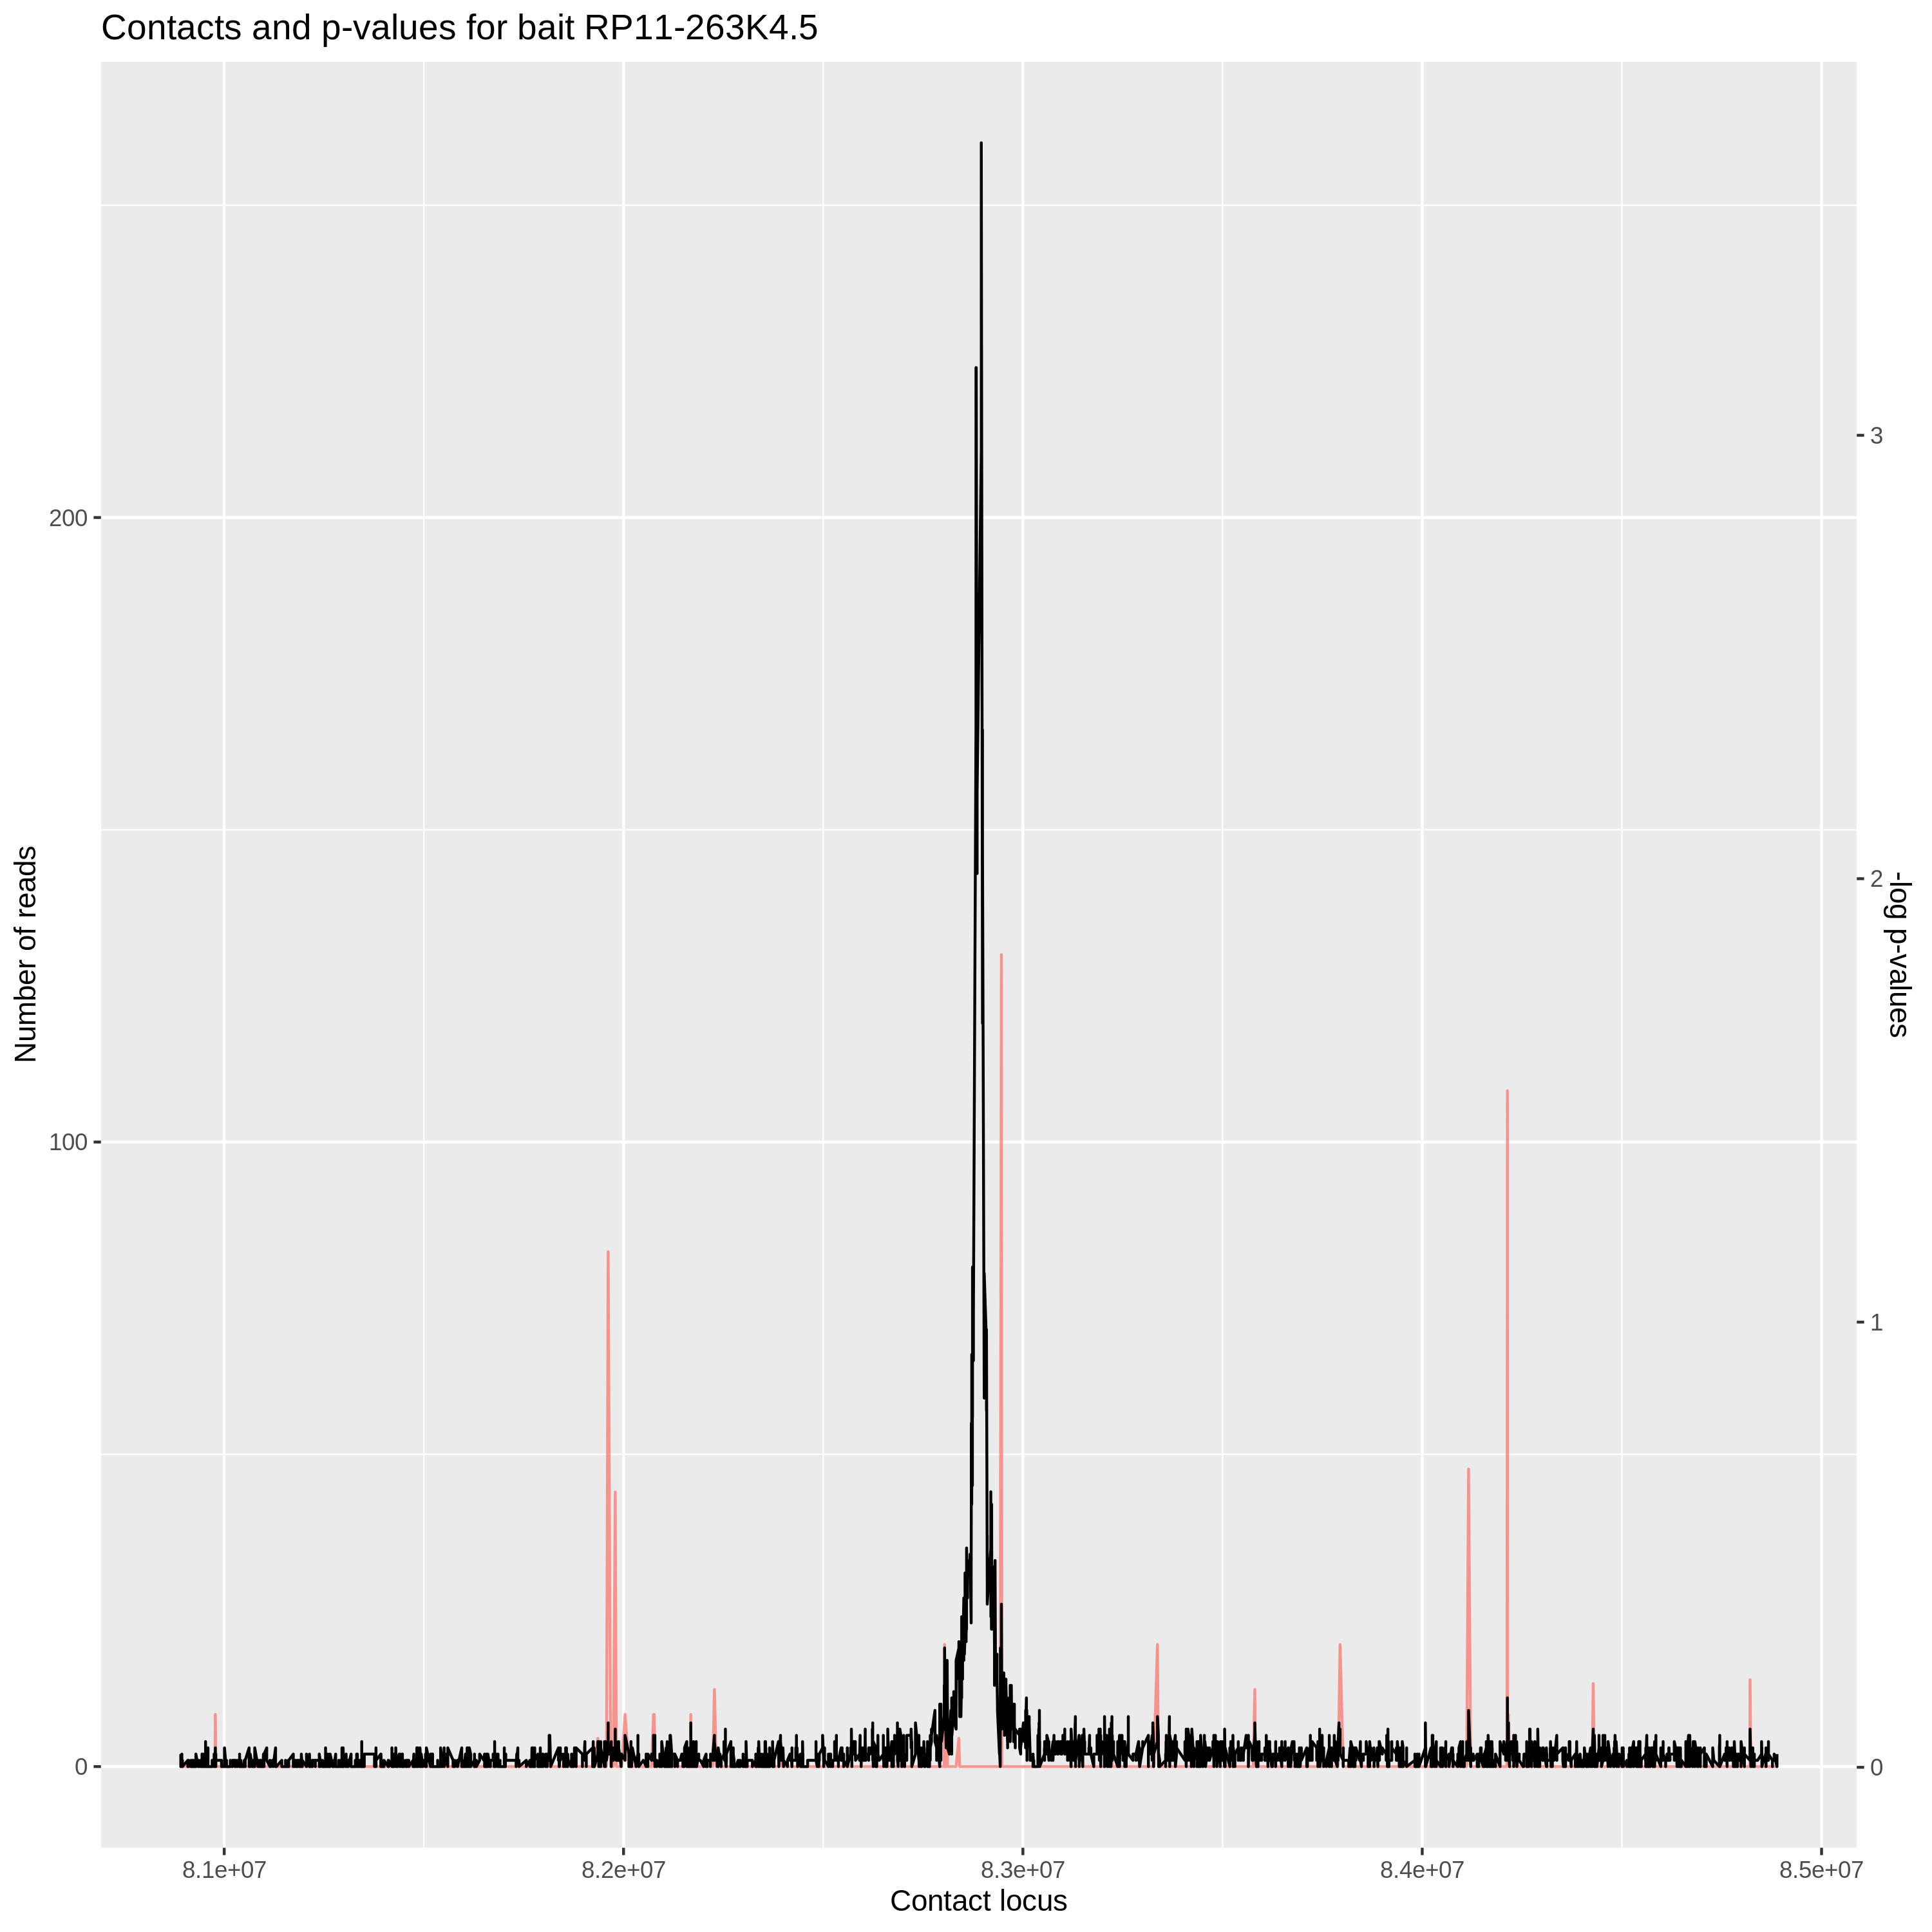 Contacts and p-values for bait RP11-263K4.5
Number of reads
200
100
0
3
2
1
0
-log p-values
8.1e+07 8.2e+07 8.3e+07 8.4e+07 8.5e+07
Contact locus